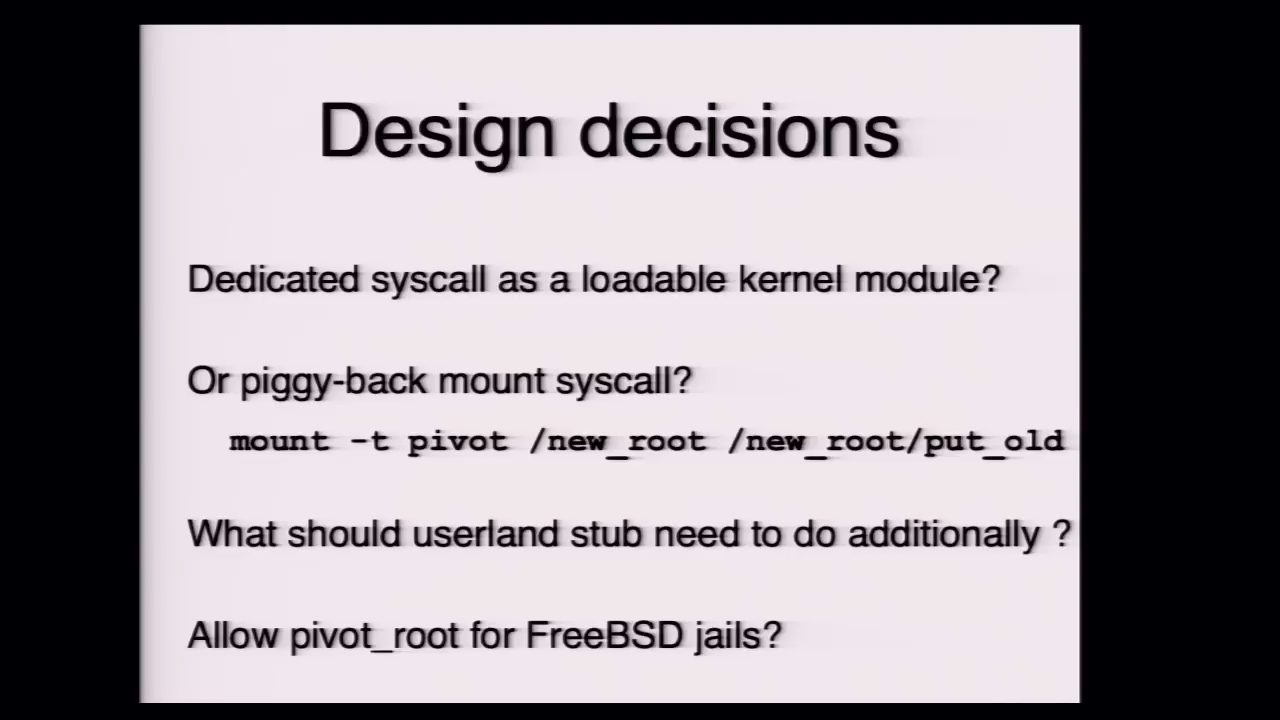 Design decisions
Dedicated syscall as a loadable kernel module?
Or piggy-back mount syscall?
mount -t pivot /new_root /new_root/put_old
What should userland stub need to do additionally ?
Allow pivot_root for FreeBSD jails?